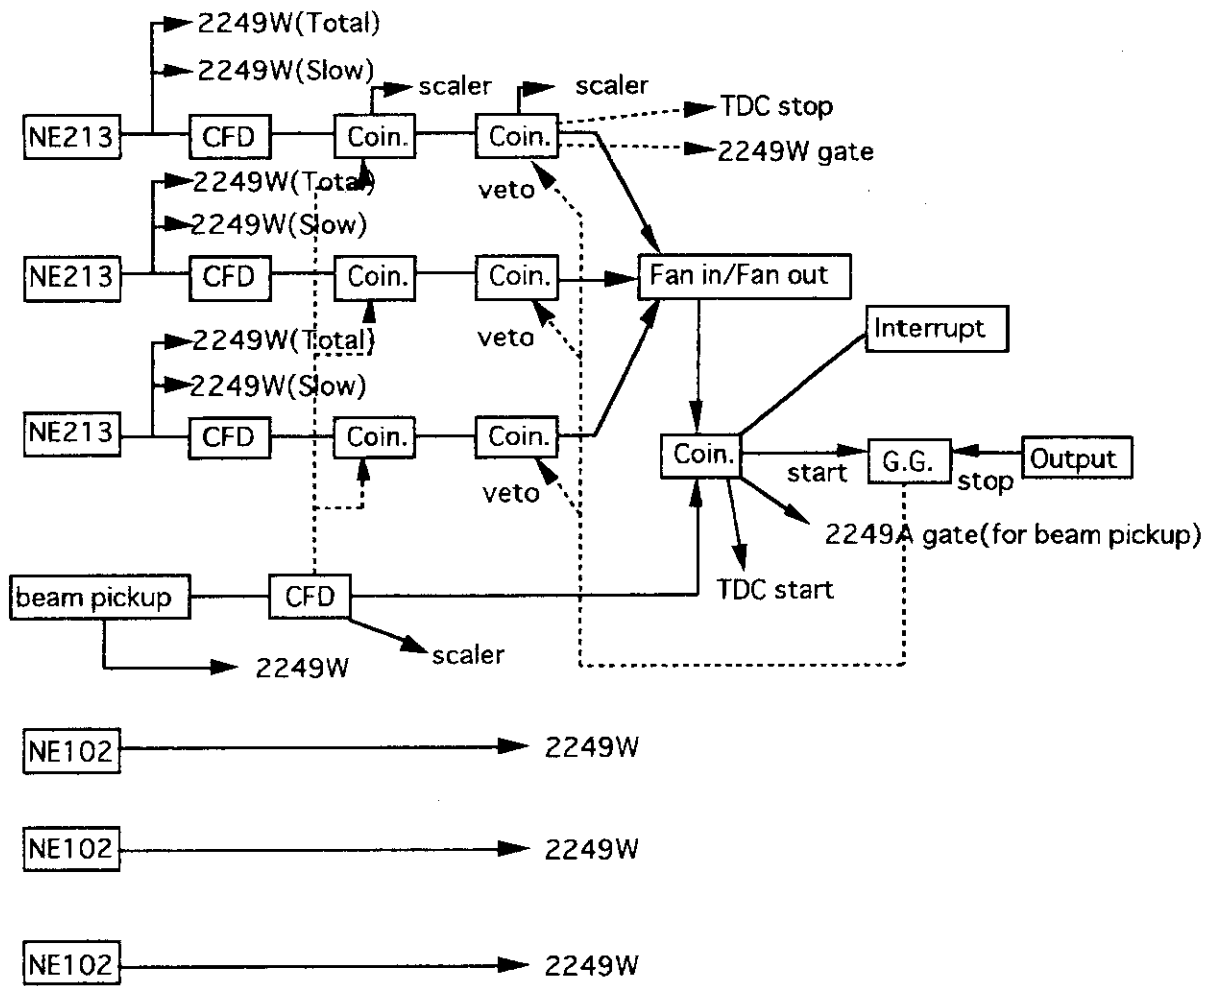 2249W(Total)
2249W(Slow)
scaler
scaler
TDC stop
NE213
CFD
Coin.
Coin.
2249W gate
2249W(Total)
veto
2249W(Slow)
NE213
CFD
Coin.
Coin.
Fan in/Fan out
2249W(Total)
veto
Interrupt
2249W(Slow)
NE213
CFD
Coin.
Coin.
Coin.
start
G.G.
stop
Output
veto
2249A gate(for beam pickup)
TDC start
beam pickup
CFD
scaler
2249W
NE102
2249W
NE102
2249W
NE102
2249W